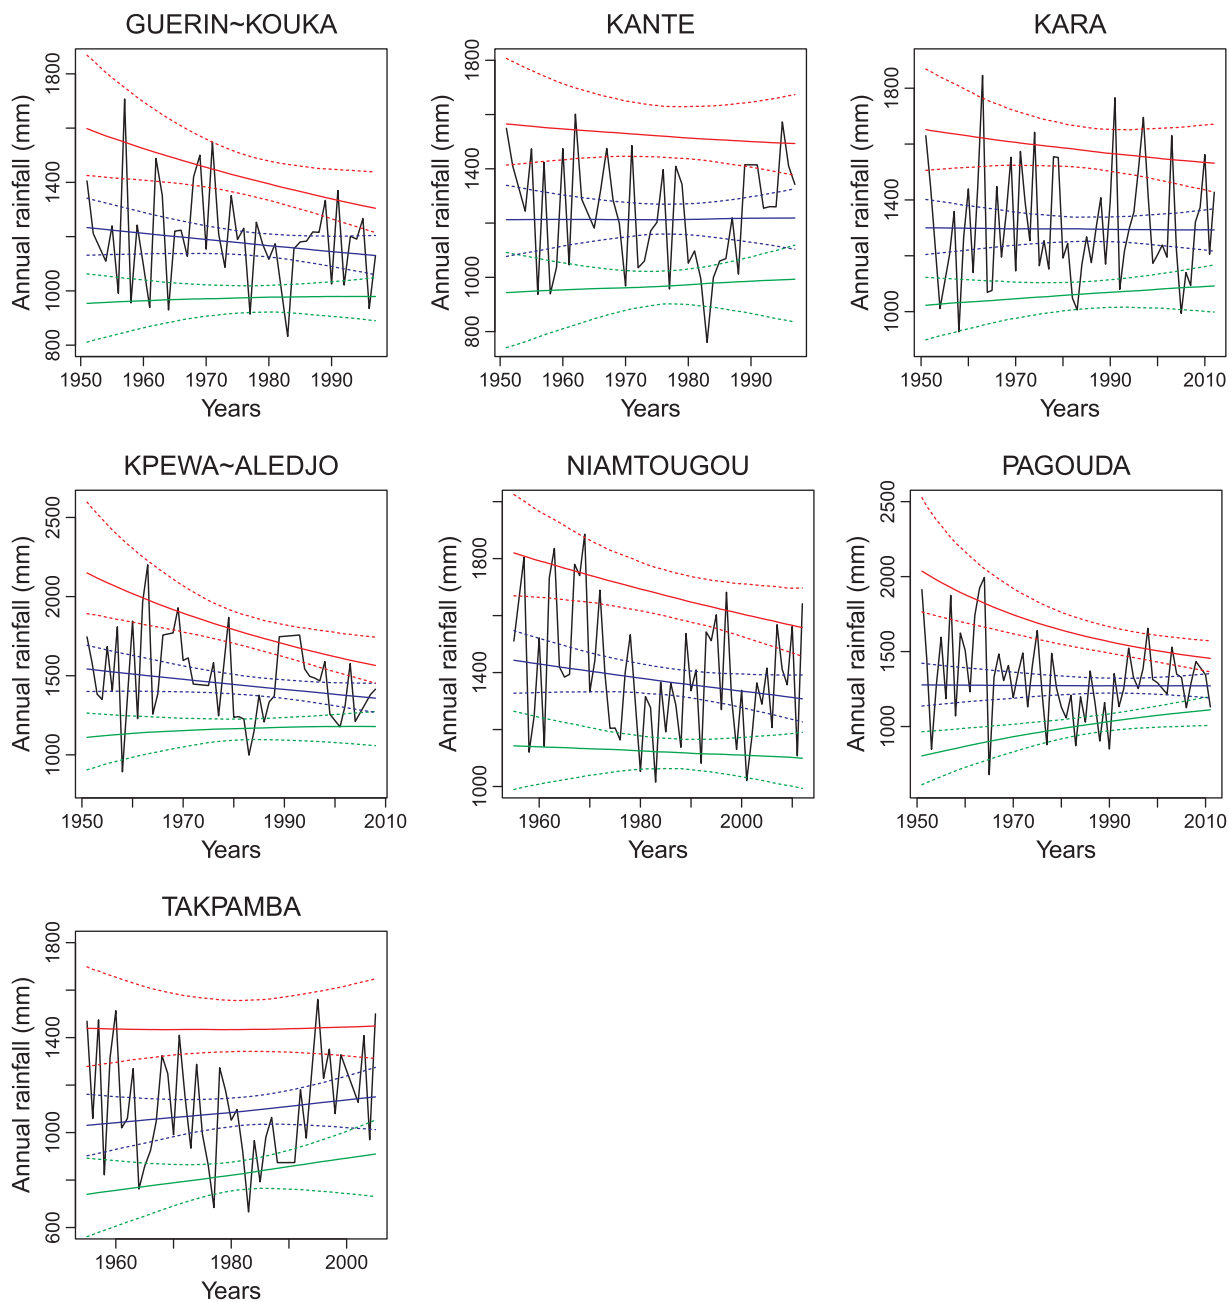 GUERIN~KOUKA
Annual rainfall (mm)
800 1000 1400 1800
1950 1960 1970 1980 1990
Years
KANTE
Annual rainfall (mm)
800 1000 1400 1800
1950 1960 1970 1980 1990
Years
KARA
Annual rainfall (mm)
1000 1400 1800
1950 1970 1990 2010
Years
KPEWA~ALEDJO
Annual rainfall (mm)
1000 1500 2000 2500
1950 1970 1990 2010
Years
NIAMTOUGOU
Annual rainfall (mm)
1000 1400 1800
1960 1980 2000
Years
PAGOUDA
Annual rainfall (mm)
1000 1500 2000 2500
1950 1970 1990 2010
Years
TAKPAMBA
Annual rainfall (mm)
600 1000 1400 1800
1960 1980 2000
Years